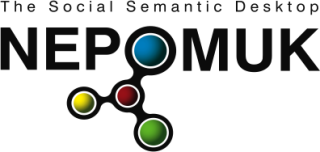 The Social Semantic Desktop
NEPOMUK